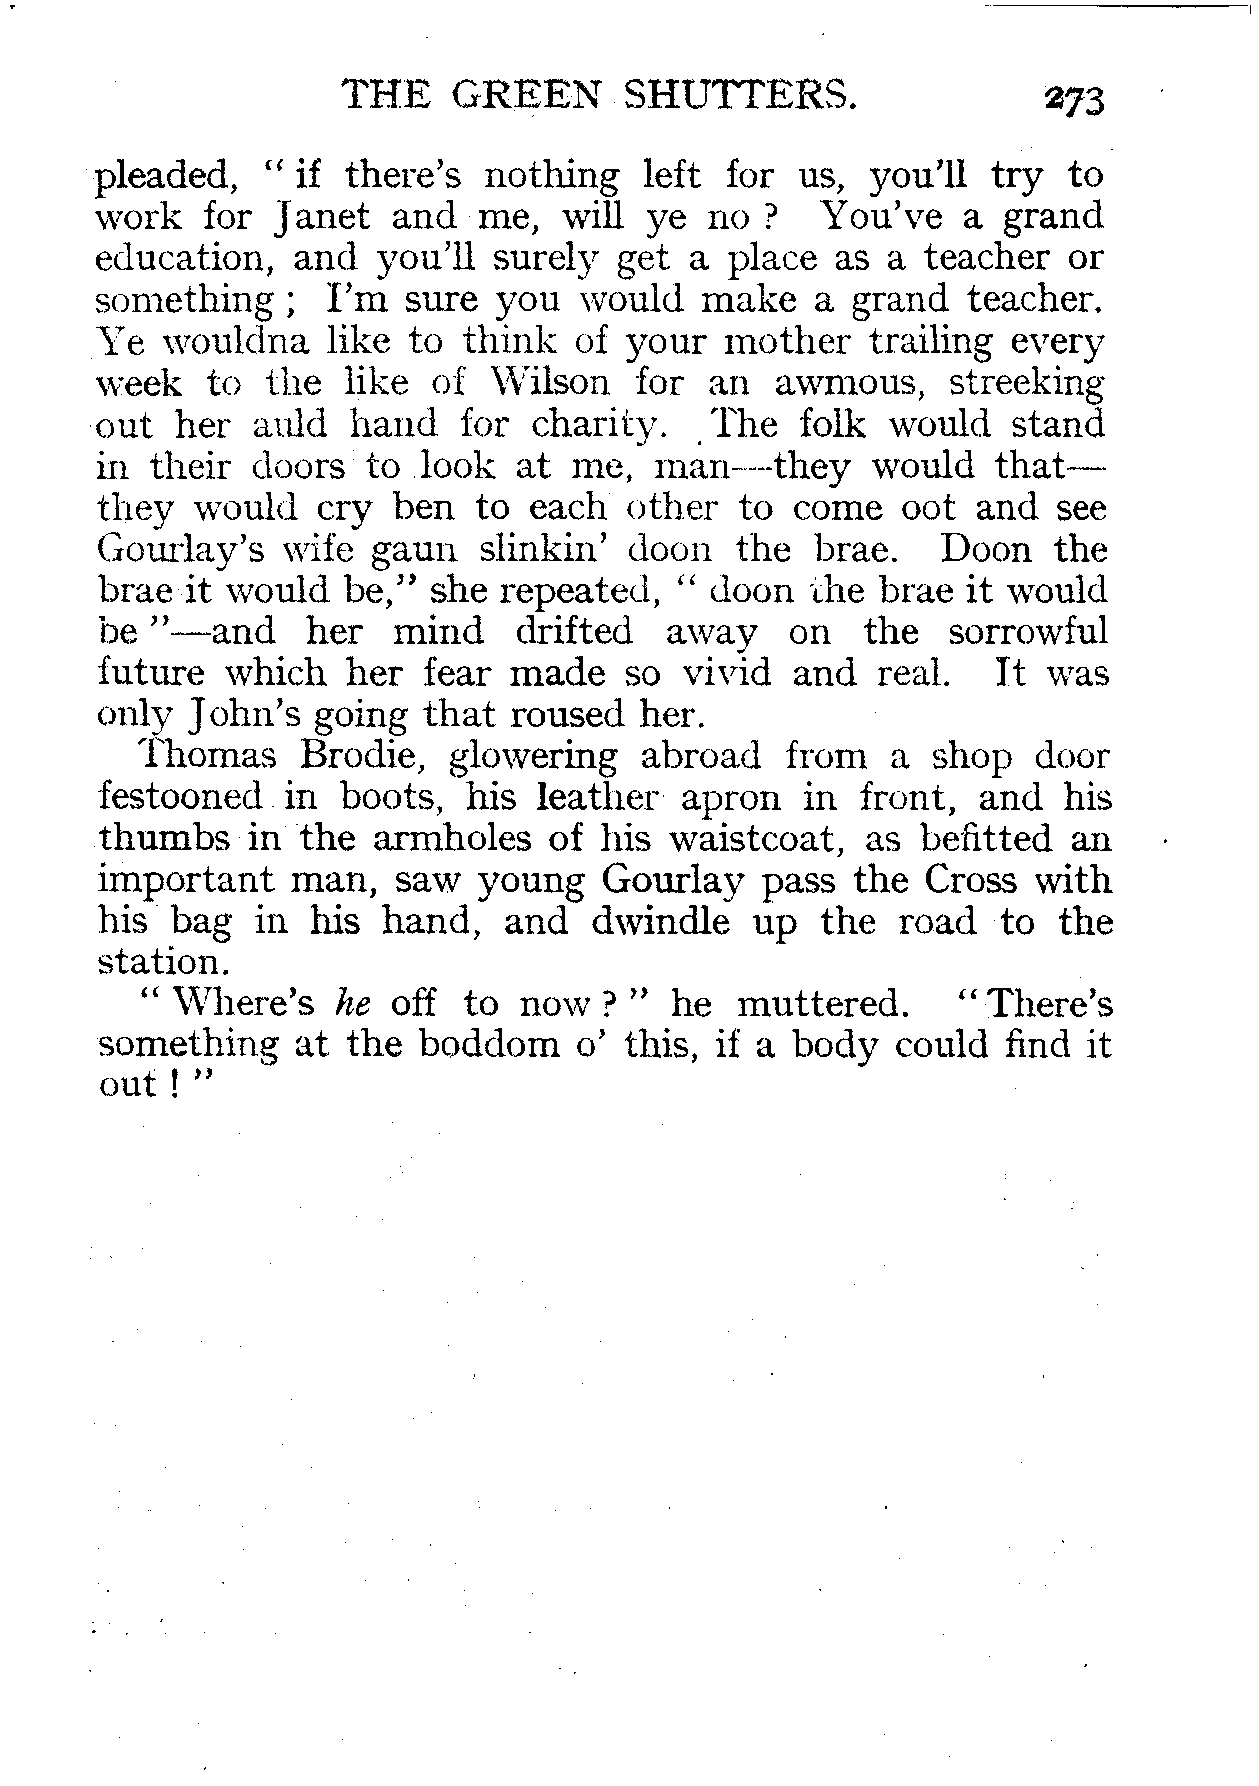 THE GREEN SHUTTERS. 273
pleaded, " if there's nothing left for us, you'll try to
work for Janet and me, will ye no ? You've a grand
education, and you'll surely get a place as a teacher or
something ; I'm sure you would make a grand teacher.
Ye wouldna like to think of your mother trailing every
week to the like of Wilson for an awmous, streeking
out her auld hand for charity. The folk would stand
in their doors to look at me, man—they would that—
they would cry ben to each other to come oot and see
Gourlay's wife gaun slinkin' doon the brae. Doon the
brae it would be," she repeated, " doon the brae it would
be "—and her mind drifted away on the sorrowful
future which her fear made so vivid and real. It was
only John's going that roused her.
Thomas Brodie, glowering abroad from a shop door
festooned in boots, his leather apron in front, and his
thumbs in the armholes of his waistcoat, as befitted an
important man, saw young Gourlay pass the Cross with
his bag in his hand, and dwindle up the road to the
station.
" Where's he off to now ? " he muttered. " There's
something at the boddom o' this, if a body could find it
out ! "